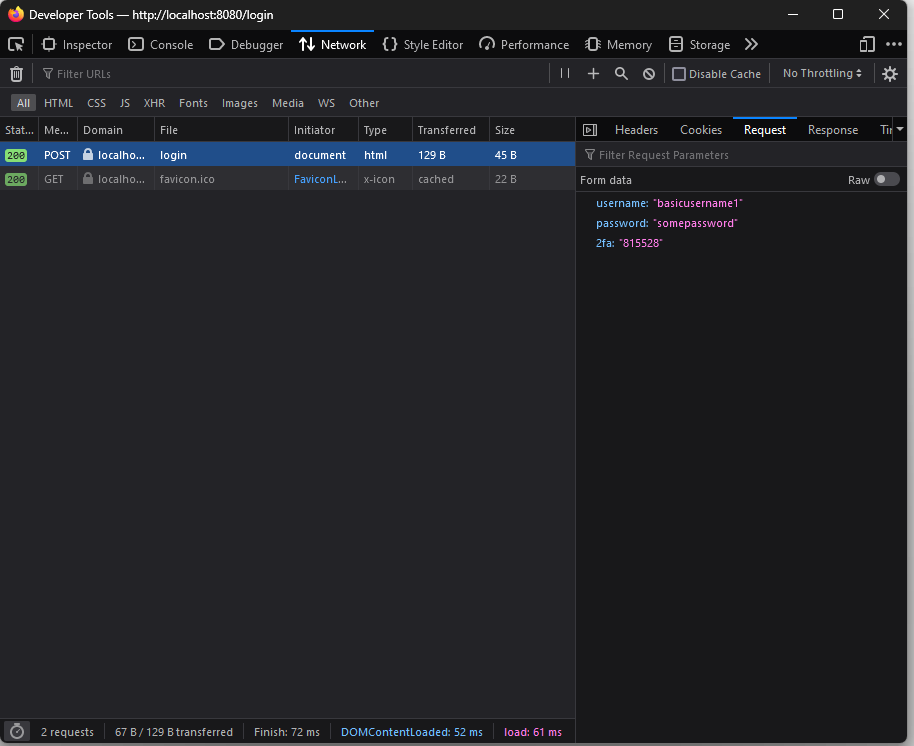 Developer Tools — http://localhost:8080/login
Inspector Console Debugger Network Style Editor Performance Memory Storage
Filter URLs Disable Cache No Throttling
All HTML CSS JS XHR Fonts Images Media WS Other
Stat... Me... Domain File Initiator Type Transferred Size
200 POST localho... login document html 129 B 45 B
200 GET localho... favicon.ico FaviconL... x-icon cached 22 B
Headers Cookies Request Response
Filter Request Parameters
Form data Raw
username: "basicusername1"
password: "somepassword"
2fa: "815528"
2 requests 67 B / 129 B transferred Finish: 72 ms DOMContentLoaded: 52 ms load: 61 ms